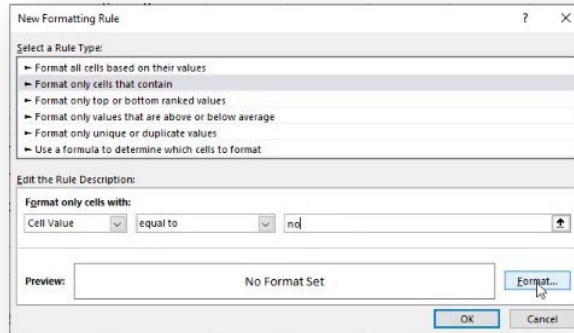 New Formatting Rule ? X
Select a Rule Type:
► Format all cells based on their values
► Format only cells that contain
► Format only top or bottom ranked values
► Format only values that are above or below average
► Format only unique or duplicate values
► Use a formula to determine which cells to format
Edit the Rule Description:
Format only cells with:
Cell Value equal to no
Preview: No Format Set Format...
OK Cancel